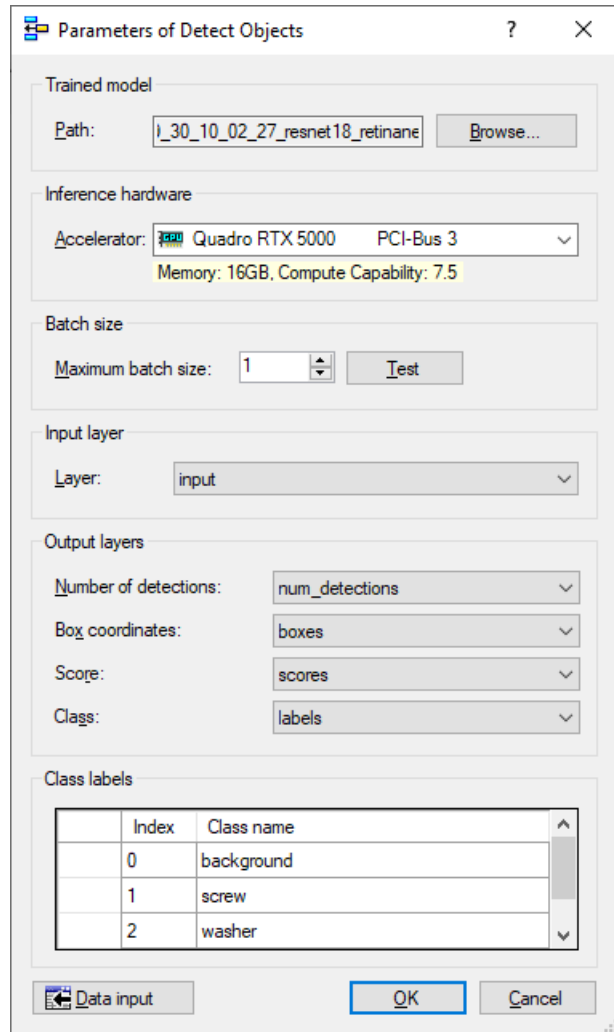 Parameters of Detect Objects
?
Trained model
Path: )_30_10_02_27_resnet18_retinane Browse...
Inference hardware
Accelerator: GPU Quadro RTX 5000 PCI-Bus 3
Memory: 16GB, Compute Capability: 7.5
Batch size
Maximum batch size: 1 Test
Input layer
Layer: input
Output layers
Number of detections: num_detections
Box coordinates: boxes
Score: scores
Class: labels
Class labels
Index Class name
0 background
1 screw
2 washer
Data input OK Cancel